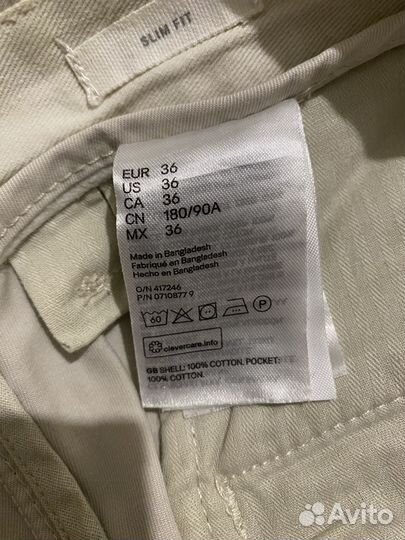 SLIM FIT
EUR 36
US 36
CA 36
CN 180/90A
MX 36
Made in Bangladesh
Fabriqué en Bangladesh
Hecho en Bangladesh
O/N 417246
P/N 0710877 9
60 P
clevercare.info
GB SHELL: 100% COTTON. POCKET:
100% COTTON.
Avito